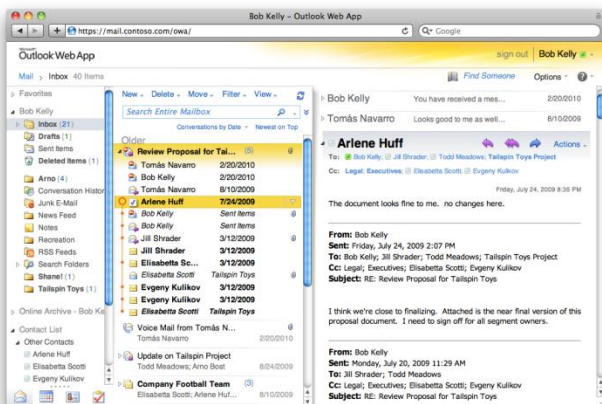 Bob Kelly – Outlook Web App
https://mail.contoso.com/owa/
Google
Microsoft
Outlook Web App
sign out Bob Kelly
Mail > Inbox 40 Items
Find Someone Options
Favorites
Bob Kelly
Inbox (21)
Drafts (1)
Sent Items
Deleted Items (1)
Arno (4)
Conversation Histor
Junk E-Mail
News Feed
Notes
Recreation
RSS Feeds
Search Folders
Shane! (1)
Tailspin Toys (1)
Online Archive - Bob Ke
Contact List
Other Contacts
Arlene Huff
Elisabetta Scotti
Evgeny Kulikov
New Delete Move Filter View
Search Entire Mailbox
Conversations by Date Newest on Top
Older
Review Proposal for Tai... (5)
Tomás Navarro 2/20/2010
Bob Kelly 2/20/2010
Tomás Navarro 8/10/2009
Arlene Huff 7/24/2009
Bob Kelly Sent Items
Bob Kelly Sent Items
Jill Shrader 3/12/2009
Jill Shrader 3/12/2009
Elisabetta Sc... 3/12/2009
Elisabetta Scotti Tailspin Toys
Evgeny Kulikov 3/12/2009
Evgeny Kulikov 3/12/2009
Elisabetta Scotti Tailspin Toys
Voice Mail from Tomás N...
Tomás Navarro 2/20/2010
Update on Tailspin Project
Todd Meadows; Arno Bost 8/24/2009
Company Football Team (3)
Elisabetta Scotti; Arlene Huf... 8/10/2009
Bob Kelly You have received a mes... 2/20/2010
Tomás Navarro Looks good to me as well... 8/10/2009
Arlene Huff Actions
To: Bob Kelly; Jill Shrader; Todd Meadows; Tailspin Toys Project
Cc: Legal; Executives; Elisabetta Scotti; Evgeny Kulikov
Friday, July 24, 2009 8:35 PM
The document looks fine to me. no changes here.
From: Bob Kelly
Sent: Friday, July 24, 2009 2:07 PM
To: Bob Kelly; Jill Shrader; Todd Meadows; Tailspin Toys Project
Cc: Legal; Executives; Elisabetta Scotti; Evgeny Kulikov
Subject: RE: Review Proposal for Tailspin Toys
I think we're close to finalizing. Attached is the near final version of this
proposal document. I need to sign off for all segment owners.
From: Bob Kelly
Sent: Monday, July 20, 2009 11:29 AM
To: Jill Shrader; Todd Meadows
Cc: Legal; Executives; Elisabetta Scotti; Evgeny Kulikov
Subject: RE: Review Proposal for Tailspin Toys